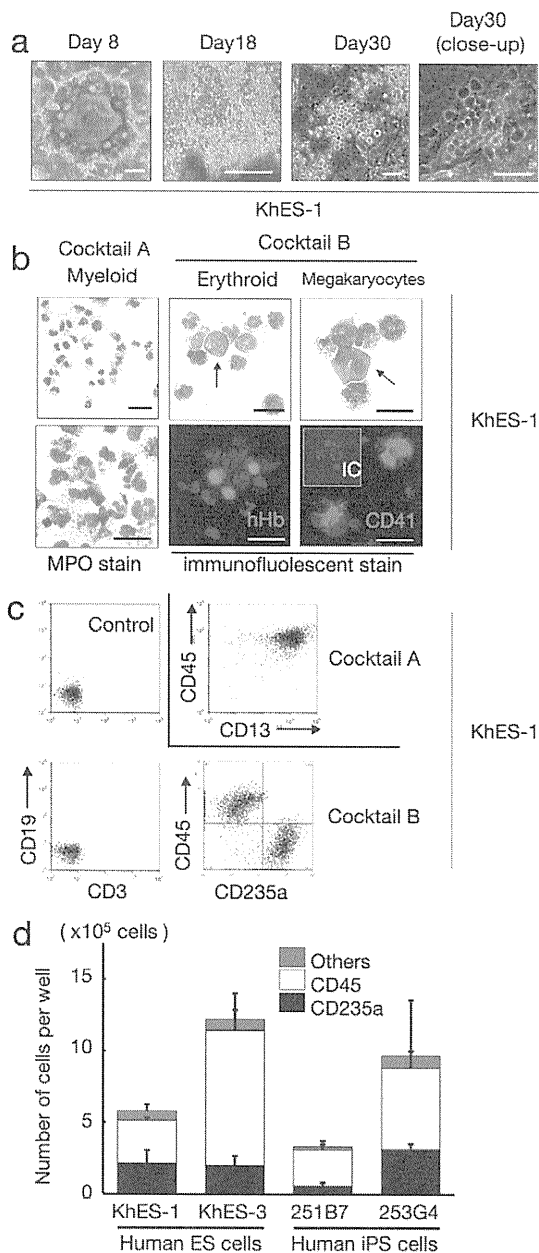 a
Day 8 Day18 Day30 Day30 (close-up)
KhES-1
b
Cocktail A
Myeloid
Cocktail B
Erythroid Megakaryocytes
KhES-1
hHb
IC
CD41
MPO stain immunofluolescent stain
c
Control
CD45
CD13
Cocktail A
KhES-1
CD19
CD3
CD45
CD235a
Cocktail B
d
(x10⁵ cells)
Number of cells per well
15
10
5
0
Others
CD45
CD235a
KhES-1 KhES-3 251B7 253G4
Human ES cells Human iPS cells